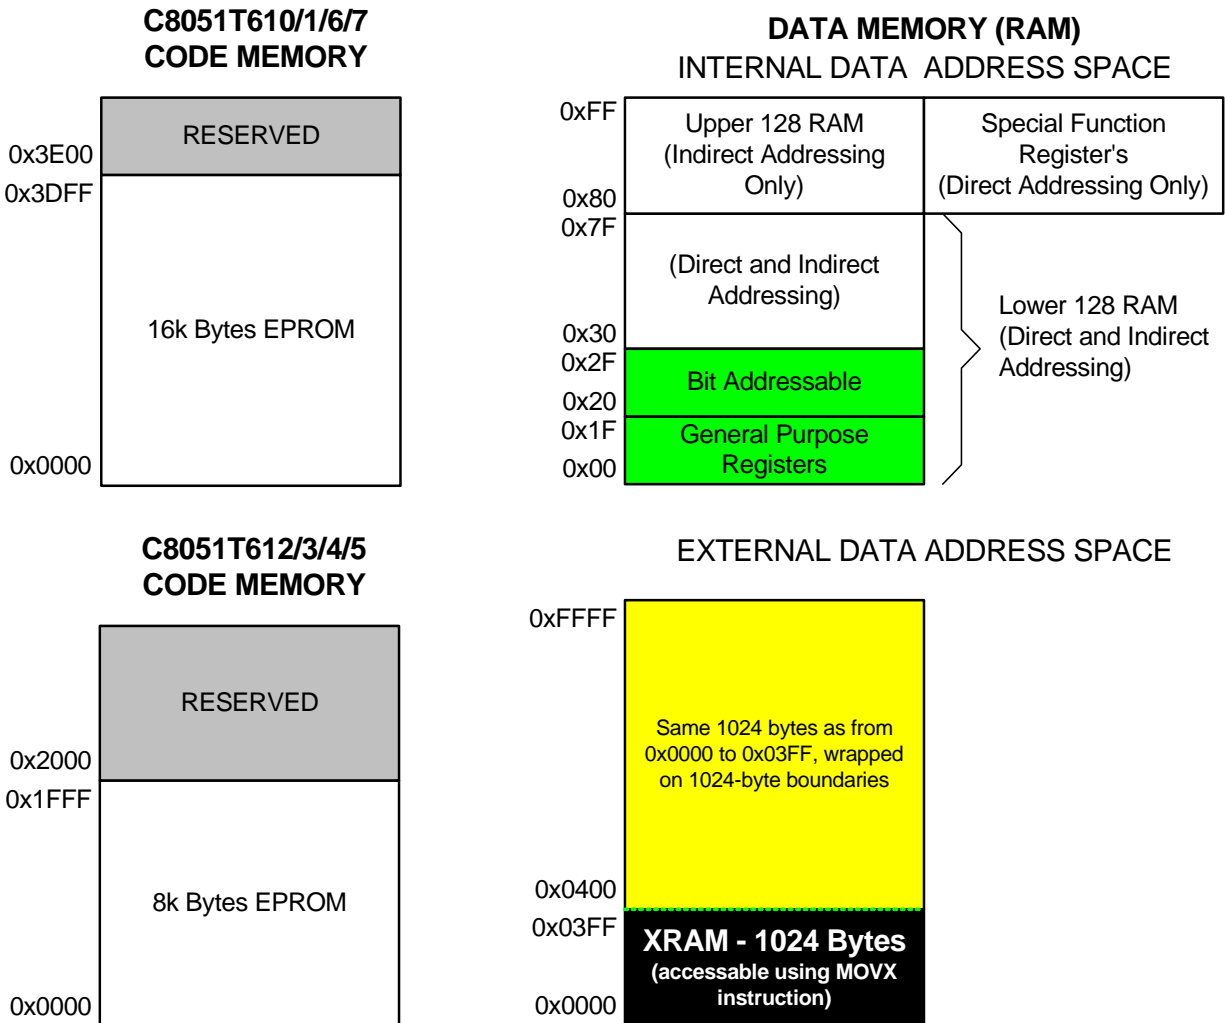 C8051T610/1/6/7
CODE MEMORY
RESERVED
0x3E00
0x3DFF
16k Bytes EPROM
0x0000
DATA MEMORY (RAM)
INTERNAL DATA ADDRESS SPACE
0xFF
Upper 128 RAM
(Indirect Addressing
Only)
Special Function
Register's
(Direct Addressing Only)
0x80
0x7F
(Direct and Indirect
Addressing)
0x30
0x2F
Bit Addressable
0x20
0x1F
General Purpose
Registers
0x00
Lower 128 RAM
(Direct and Indirect
Addressing)
C8051T612/3/4/5
CODE MEMORY
RESERVED
0x2000
0x1FFF
8k Bytes EPROM
0x0000
EXTERNAL DATA ADDRESS SPACE
0xFFFF
Same 1024 bytes as from
0x0000 to 0x03FF, wrapped
on 1024-byte boundaries
0x0400
0x03FF
XRAM - 1024 Bytes
(accessable using MOVX
instruction)
0x0000